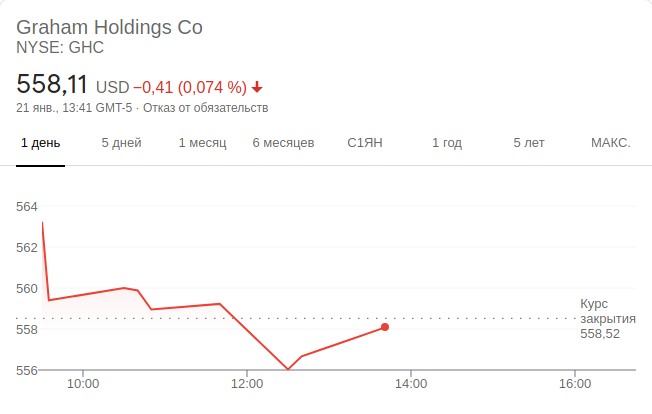 Graham Holdings Co
NYSE: GHC
558,11 USD −0,41 (0,074 %)
21 янв., 13:41 GMT-5 · Отказ от обязательств
1 день 5 дней 1 месяц 6 месяцев С1ЯН 1 год 5 лет МАКС.
564
562
560
Курс
закрытия
558,52
558
556
10:00 12:00 14:00 16:00